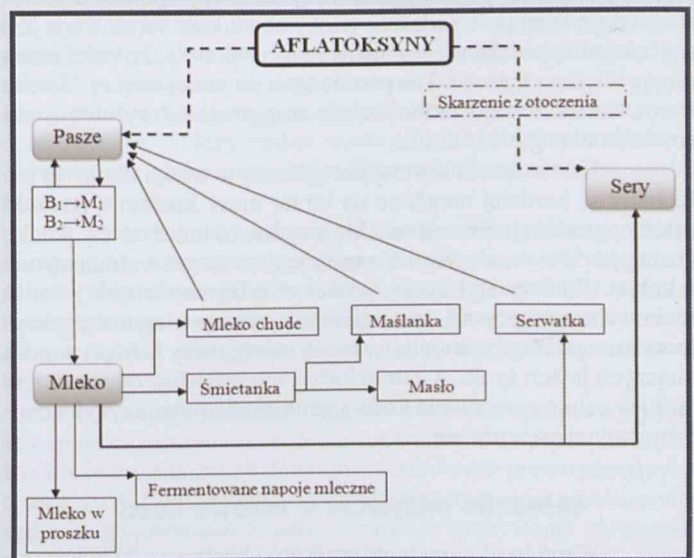 AFLATOKSYNY
Skarżenie z otoczenia
Pasze
Sery
B₁→M₁
B₂→M₂
Mleko chude
Maślanka
Serwatka
Mleko
Śmietanka
Masło
Fermentowane napoje mleczne
Mleko w
proszku